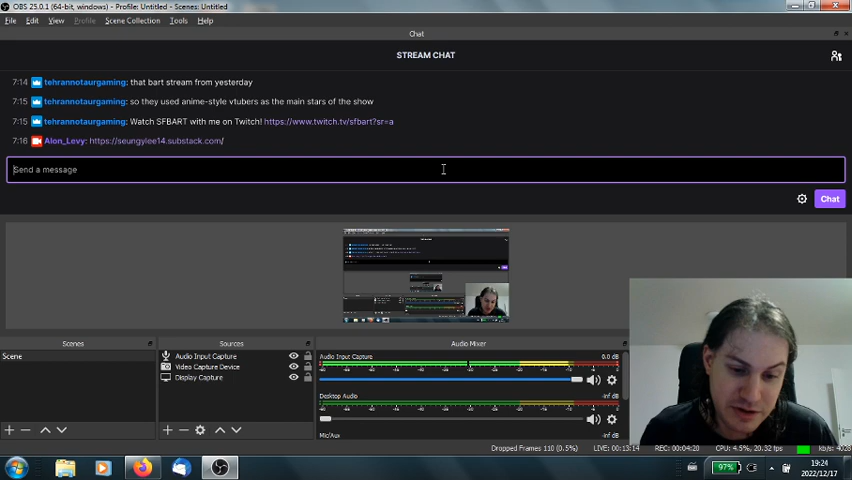 OBS 25.0.1 (64-bit, windows) - Profile: Untitled - Scenes: Untitled
File Edit View Profile Scene Collection Tools Help
Chat
STREAM CHAT
7:14 tehrannotaurgaming: that bart stream from yesterday
7:15 tehrannotaurgaming: so they used anime-style vtubers as the main stars of the show
7:15 tehrannotaurgaming: Watch SFBART with me on Twitch! https://www.twitch.tv/sfbart?sr=a
7:16 Alon_Levy: https://seungylee14.substack.com/
Send a message
Chat
Scenes Sources Audio Mixer
Scene
Audio Input Capture
Video Capture Device
Display Capture
Audio Input Capture 0.0 dB
Desktop Audio -inf dB
Mic/Aux -inf dB
Dropped Frames 110 (0.5%) LIVE: 00:13:14 REC: 00:04:20 CPU: 4.5%, 20.32 fps
97% 19:24
2022/12/17